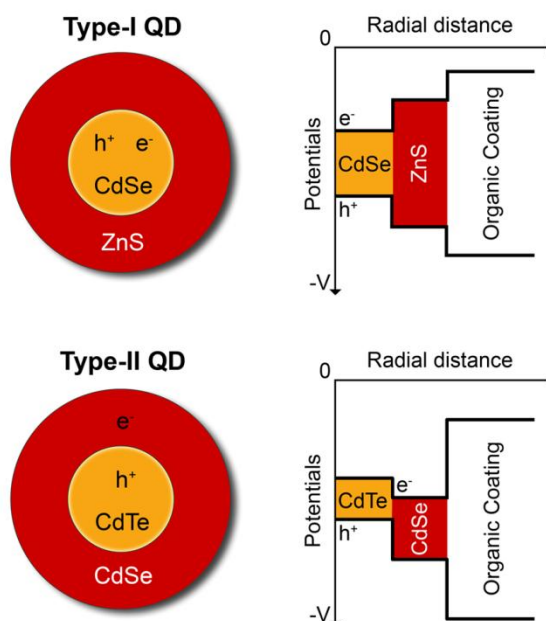 Type-I QD
h⁺ e⁻
CdSe
ZnS
Radial distance
0
Potentials
e⁻
CdSe
h⁺
ZnS
Organic Coating
-V
Type-II QD
e⁻
h⁺
CdTe
CdSe
Radial distance
0
Potentials
CdTe
e⁻
h⁺
CdSe
Organic Coating
-V